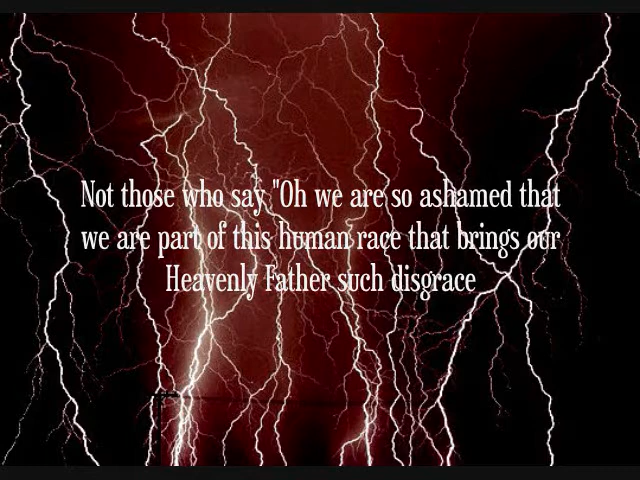 Not those who say "Oh we are so ashamed that
we are part of this human race that brings our
Heavenly Father such disgrace